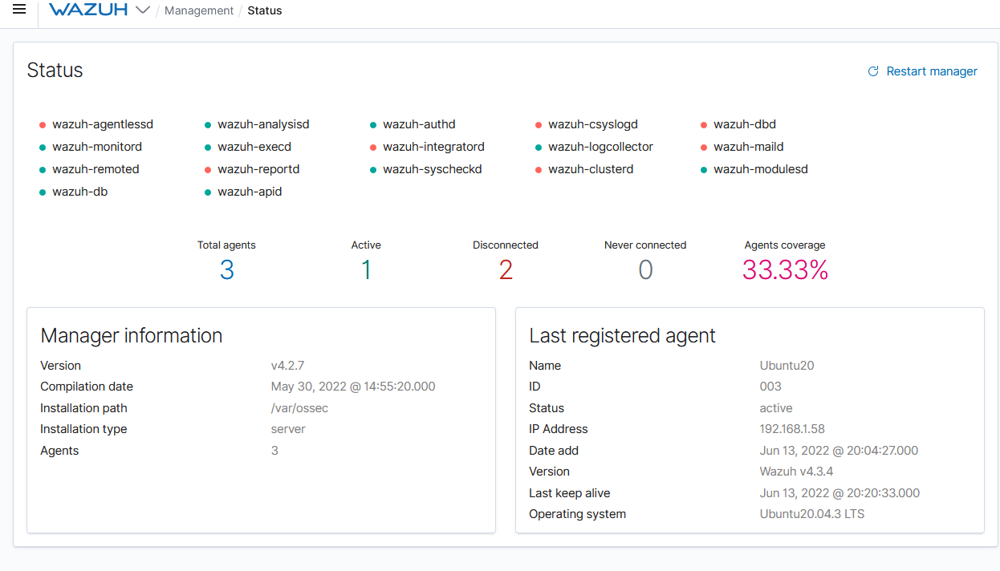 WAZUH / Management / Status
Status
Restart manager
wazuh-agentlessd wazuh-analysisd wazuh-authd wazuh-csyslogd wazuh-dbd
wazuh-monitord wazuh-execd wazuh-integratord wazuh-logcollector wazuh-maild
wazuh-remoted wazuh-reportd wazuh-syscheckd wazuh-clusterd wazuh-modulesd
wazuh-db wazuh-apid
Total agents Active Disconnected Never connected Agents coverage
3 1 2 0 33.33%
Manager information
Version v4.2.7
Compilation date May 30, 2022 @ 14:55:20.000
Installation path /var/ossec
Installation type server
Agents 3
Last registered agent
Name Ubuntu20
ID 003
Status active
IP Address 192.168.1.58
Date add Jun 13, 2022 @ 20:04:27.000
Version Wazuh v4.3.4
Last keep alive Jun 13, 2022 @ 20:20:33.000
Operating system Ubuntu20.04.3 LTS